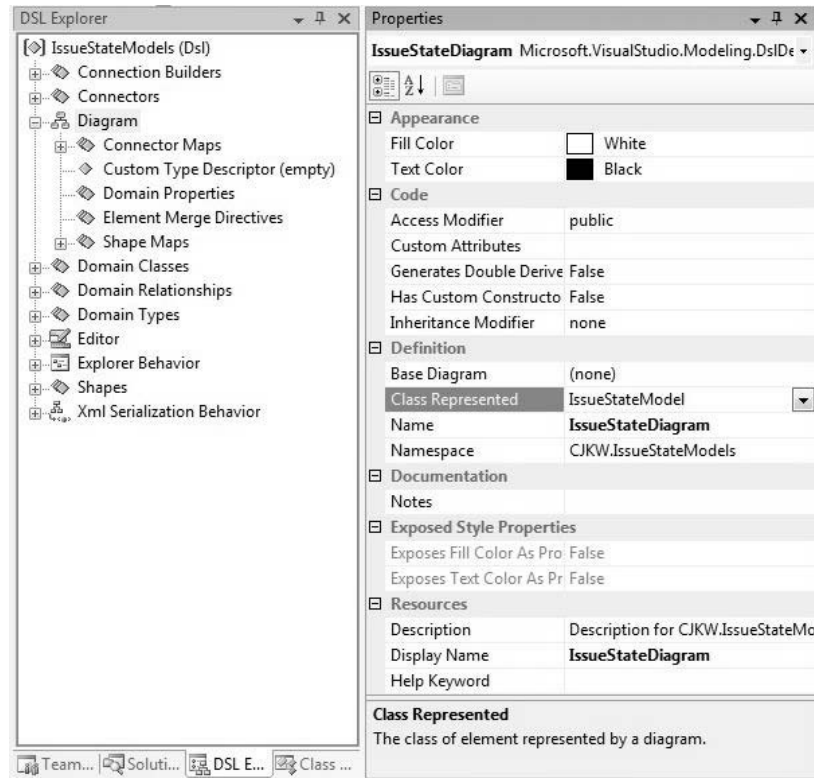 DSL Explorer
IssueStateModels (Dsl)
Connection Builders
Connectors
Diagram
Connector Maps
Custom Type Descriptor (empty)
Domain Properties
Element Merge Directives
Shape Maps
Domain Classes
Domain Relationships
Domain Types
Editor
Explorer Behavior
Shapes
Xml Serialization Behavior
Team... Soluti... DSL E... Class ...
Properties
IssueStateDiagram Microsoft.VisualStudio.Modeling.DslDe
Appearance
Fill Color White
Text Color Black
Code
Access Modifier public
Custom Attributes
Generates Double Derive False
Has Custom Constructo False
Inheritance Modifier none
Definition
Base Diagram (none)
Class Represented IssueStateModel
Name IssueStateDiagram
Namespace CJKW.IssueStateModels
Documentation
Notes
Exposed Style Properties
Exposes Fill Color As Pro False
Exposes Text Color As Pr False
Resources
Description Description for CJKW.IssueStateMo
Display Name IssueStateDiagram
Help Keyword
Class Represented
The class of element represented by a diagram.